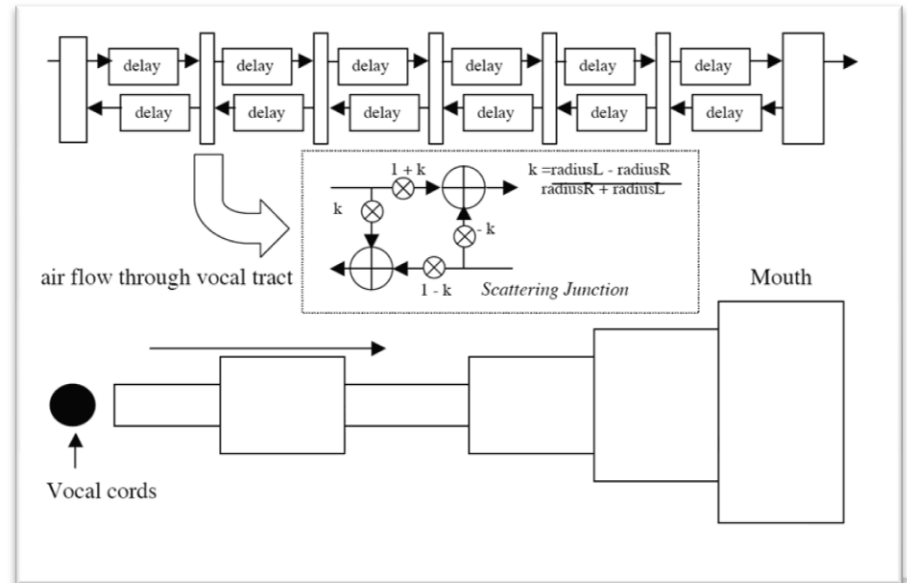 delay delay delay delay delay delay
delay delay delay delay delay delay
1 + k
k =radiusL - radiusR
radiusR + radiusL
k
- k
1 - k
Scattering Junction
air flow through vocal tract
Mouth
Vocal cords